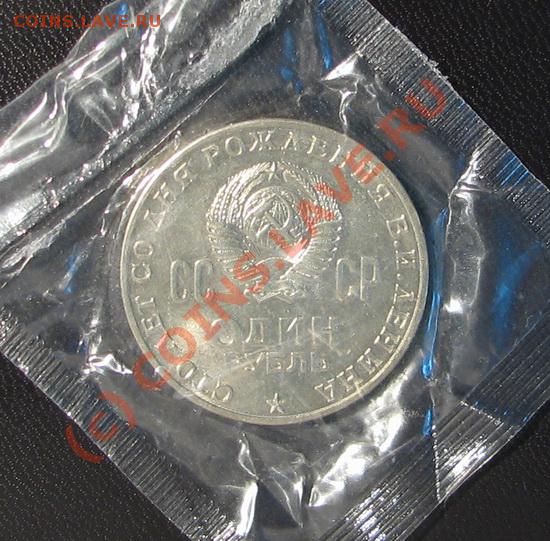 COINS.LAVE.RU
СТО ЛЕТ СО ДНЯ РОЖДЕНИЯ В.И.ЛЕНИНА
СССР
ОДИН
РУБЛЬ
(c) COINS.LAVE.RU